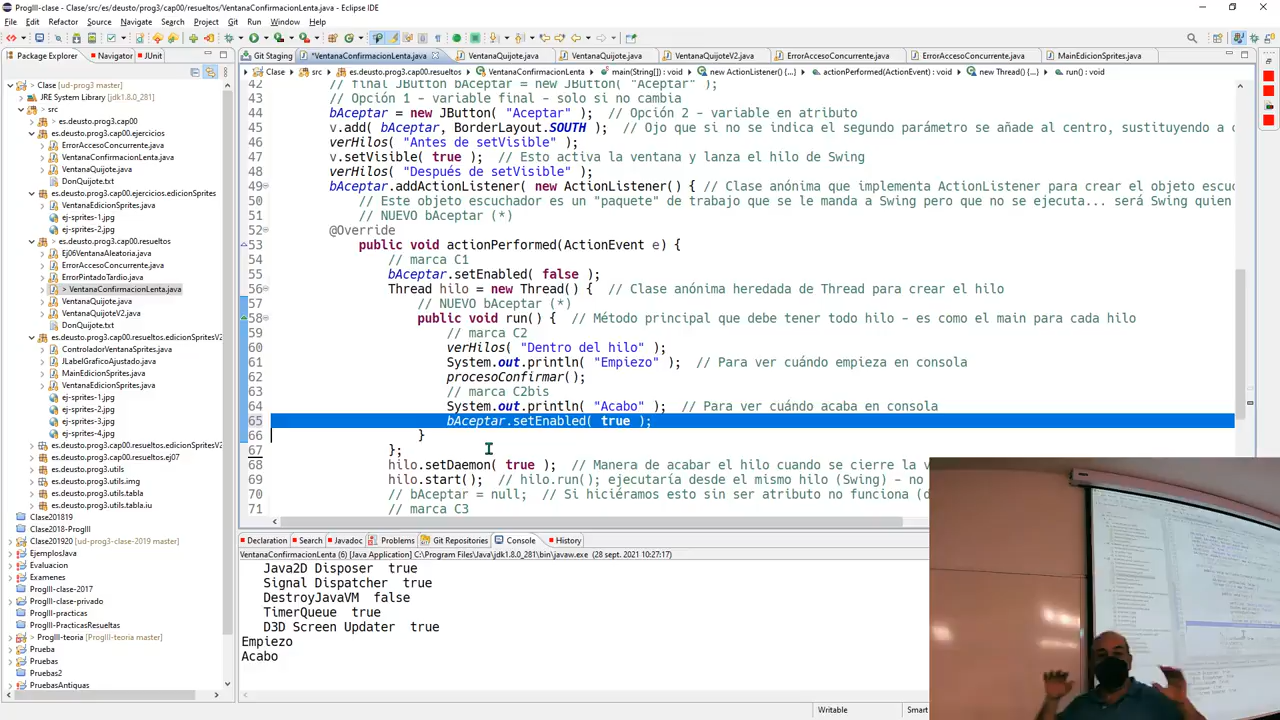 ProgIII-clase - Clase/src/es/deusto/prog3/cap00/resueltos/VentanaConfirmacionLenta.java - Eclipse IDE
File Edit Refactor Source Navigate Search Project Git Run Window Help
Package Explorer
Navigator
JUnit
Clase [ud-prog3 master]
JRE System Library [jdk1.8.0_281]
src
es.deusto.prog3.cap00
es.deusto.prog3.cap00.ejercicios
ErrorAccesoConcurrente.java
VentanaConfirmacionLenta.java
VentanaQuijote.java
DonQuijote.txt
es.deusto.prog3.cap00.ejercicios.edicionSprites
VentanaEdicionSprites.java
ej-sprites-1.jpg
ej-sprites-2.jpg
es.deusto.prog3.cap00.resueltos
Ej06VentanaAleatoria.java
ErrorAccesoConcurrente.java
ErrorPintadoTardio.java
> VentanaConfirmacionLenta.java
VentanaQuijote.java
VentanaQuijoteV2.java
DonQuijote.txt
es.deusto.prog3.cap00.resueltos.edicionSpritesV2
ControladorVentanaSprites.java
JLabelGraficoAjustado.java
MainEdicionSprites.java
VentanaEdicionSprites.java
ej-sprites-1.jpg
ej-sprites-2.jpg
ej-sprites-3.jpg
ej-sprites-4.jpg
es.deusto.prog3.cap00.resueltos.edicionSpritesV2
es.deusto.prog3.cap00.resueltos.ej07
es.deusto.prog3.utils
es.deusto.prog3.utils.img
es.deusto.prog3.utils.tabla
es.deusto.prog3.utils.tabla.iu
Clase201819
Clase2018-ProgIII
Clase201920 [ud-prog3-clase-2019 master]
EjemplosJava
Evaluacion
Examenes
ProgIII-clase-2017
ProgIII-clase-privado
ProgIII-practicas
ProgIII-PracticasResueltos
> ProgIII-teoria [ProgIII-teoria master]
Prueba
Pruebas
Pruebas2
PruebasAntiguas
Git Staging
*VentanaConfirmacionLenta.java
VentanaQuijote.java
VentanaQuijote.java
VentanaQuijoteV2.java
ErrorAccesoConcurrente.java
ErrorAccesoConcurrente.java
MainEdicionSprites.java
Clase src es.deusto.prog3.cap00.resueltos VentanaConfirmacionLenta main(String[]) : void new ActionListener() {...} actionPerformed(ActionEvent) : void new Thread() {...} run() : void
42 // final JButton bAceptar = new JButton( "Aceptar" );
43 // Opción 1 - variable final - solo si no cambia
44 bAceptar = new JButton( "Aceptar" ); // Opción 2 - variable en atributo
45 v.add( bAceptar, BorderLayout.SOUTH ); // Ojo que si no se indica el segundo parámetro se añade al centro, sustituyendo a
46 verHilos( "Antes de setVisible" );
47 v.setVisible( true ); // Esto activa la ventana y lanza el hilo de Swing
48 verHilos( "Después de setVisible" );
49 bAceptar.addActionListener( new ActionListener() { // Clase anónima que implementa ActionListener para crear el objeto escu
50 // Este objeto escuchador es un "paquete" de trabajo que se le manda a Swing pero que no se ejecuta... será Swing quien
51 // NUEVO bAceptar (*)
52 @Override
53 public void actionPerformed(ActionEvent e) {
54 // marca C1
55 bAceptar.setEnabled( false );
56 Thread hilo = new Thread() { // Clase anónima heredada de Thread para crear el hilo
57 // NUEVO bAceptar (*)
58 public void run() { // Método principal que debe tener todo hilo - es como el main para cada hilo
59 // marca C2
60 verHilos( "Dentro del hilo" );
61 System.out.println( "Empiezo" ); // Para ver cuándo empieza en consola
62 procesoConfirmar();
63 // marca C2bis
64 System.out.println( "Acabo" ); // Para ver cuándo acaba en consola
65 bAceptar.setEnabled( true );
66 }
67 };
68 hilo.setDaemon( true ); // Manera de acabar el hilo cuando se cierre la v
69 hilo.start(); // hilo.run(); ejecutaría desde el mismo hilo (Swing) - no
70 // bAceptar = null; // Si hiciéramos esto sin ser atributo no funciona (d
71 // marca C3
Declaration
Search
Javadoc
Problems
Git Repositories
Console
History
VentanaConfirmacionLenta (6) [Java Application] C:\Program Files\Java\jdk1.8.0_281\bin\javaw.exe (28 sept. 2021 10:27:17)
Java2D Disposer true
Signal Dispatcher true
DestroyJavaVM false
TimerQueue true
D3D Screen Updater true
Empiezo
Acabo
Writable
Smart